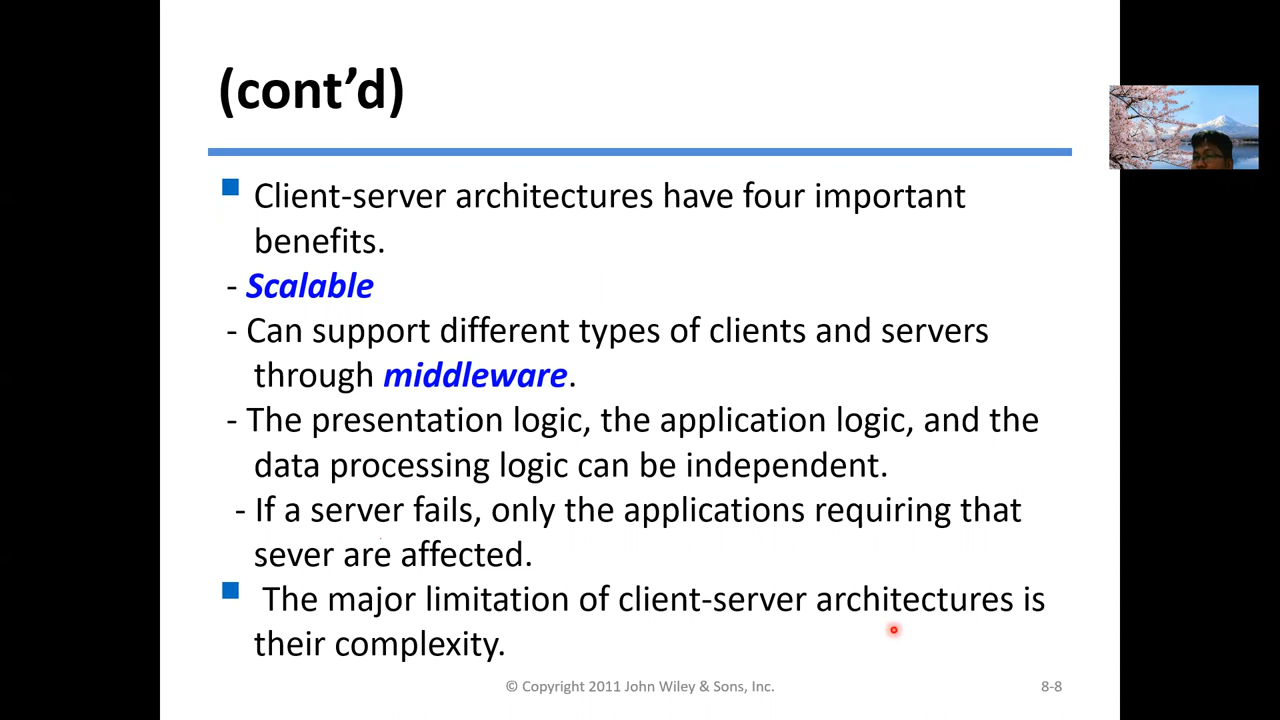 (cont’d)
Client-server architectures have four important
benefits.
- Scalable
- Can support different types of clients and servers
through middleware.
- The presentation logic, the application logic, and the
data processing logic can be independent.
- If a server fails, only the applications requiring that
sever are affected.
The major limitation of client-server architectures is
their complexity.
© Copyright 2011 John Wiley & Sons, Inc.
8-8